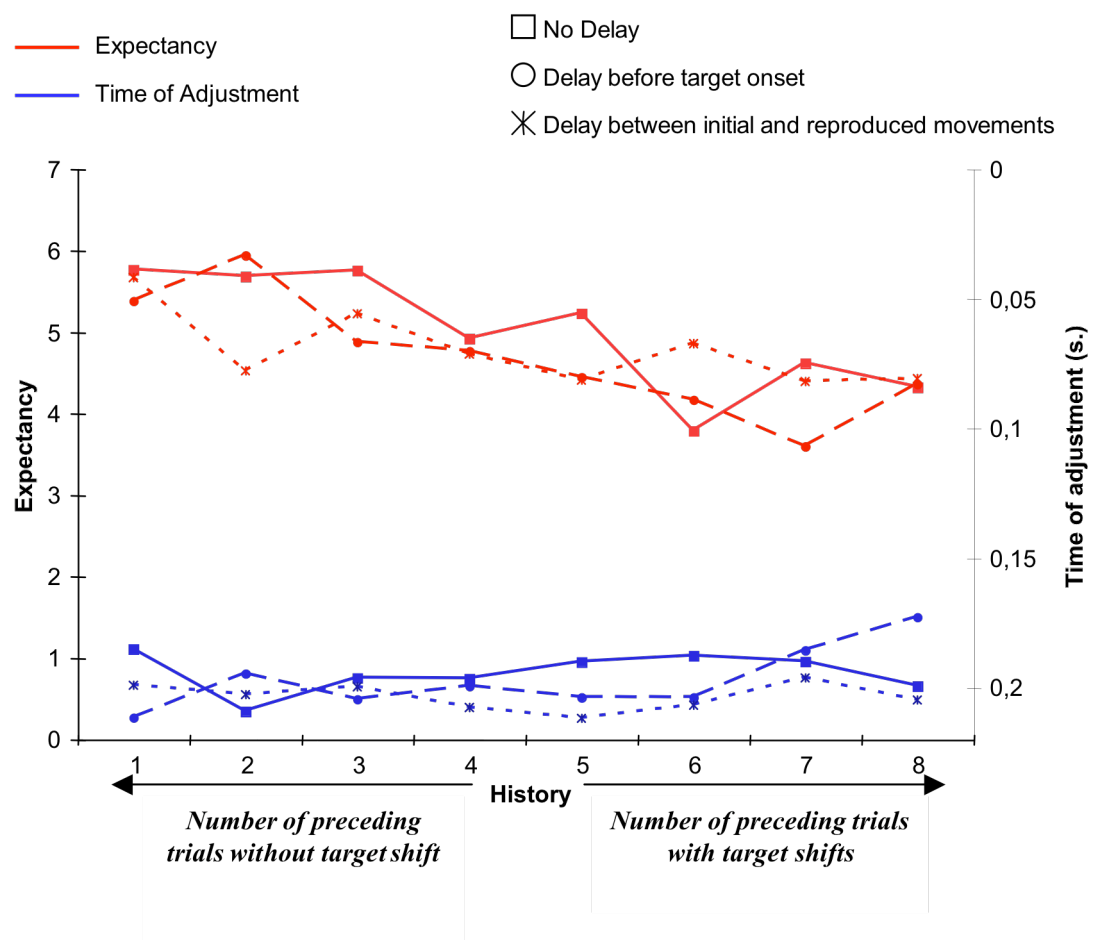 Expectancy
Time of Adjustment
No Delay
Delay before target onset
Delay between initial and reproduced movements
7
6
5
4
3
2
1
0
Expectancy
0
0,05
0,1
0,15
0,2
Time of adjustment (s.)
1 2 3 4 5 6 7 8
History
Number of preceding
trials without target shift
Number of preceding trials
with target shifts